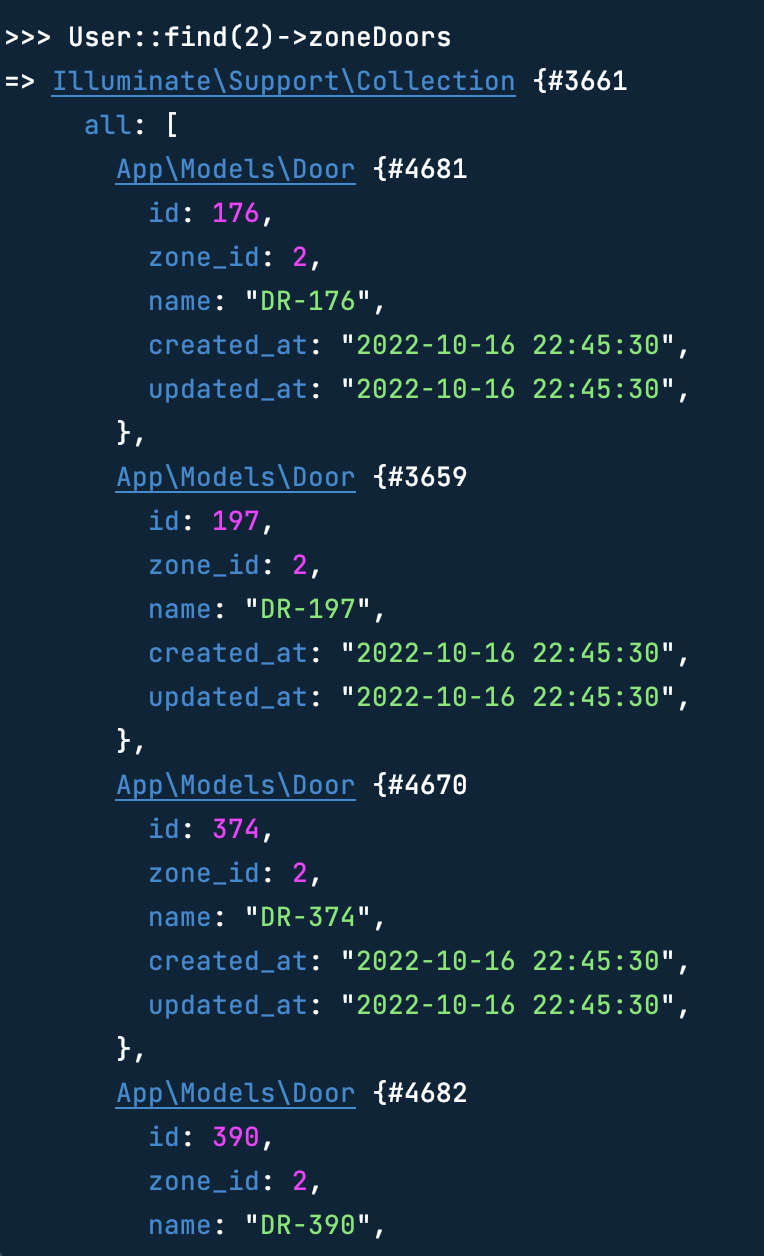 >>> User::find(2)->zoneDoors
=> Illuminate\Support\Collection {#3661
all: [
App\Models\Door {#4681
id: 176,
zone_id: 2,
name: "DR-176",
created_at: "2022-10-16 22:45:30",
updated_at: "2022-10-16 22:45:30",
},
App\Models\Door {#3659
id: 197,
zone_id: 2,
name: "DR-197",
created_at: "2022-10-16 22:45:30",
updated_at: "2022-10-16 22:45:30",
},
App\Models\Door {#4670
id: 374,
zone_id: 2,
name: "DR-374",
created_at: "2022-10-16 22:45:30",
updated_at: "2022-10-16 22:45:30",
},
App\Models\Door {#4682
id: 390,
zone_id: 2,
name: "DR-390",